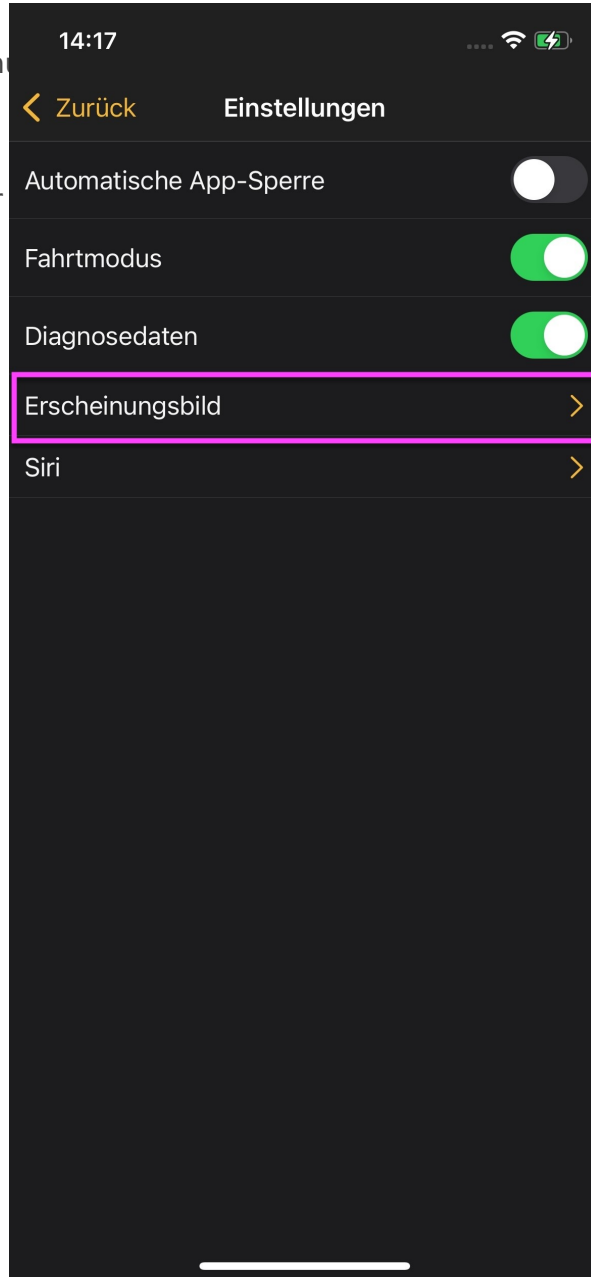 14:17
Zurück Einstellungen
Automatische App-Sperre
Fahrtmodus
Diagnosedaten
Erscheinungsbild
Siri